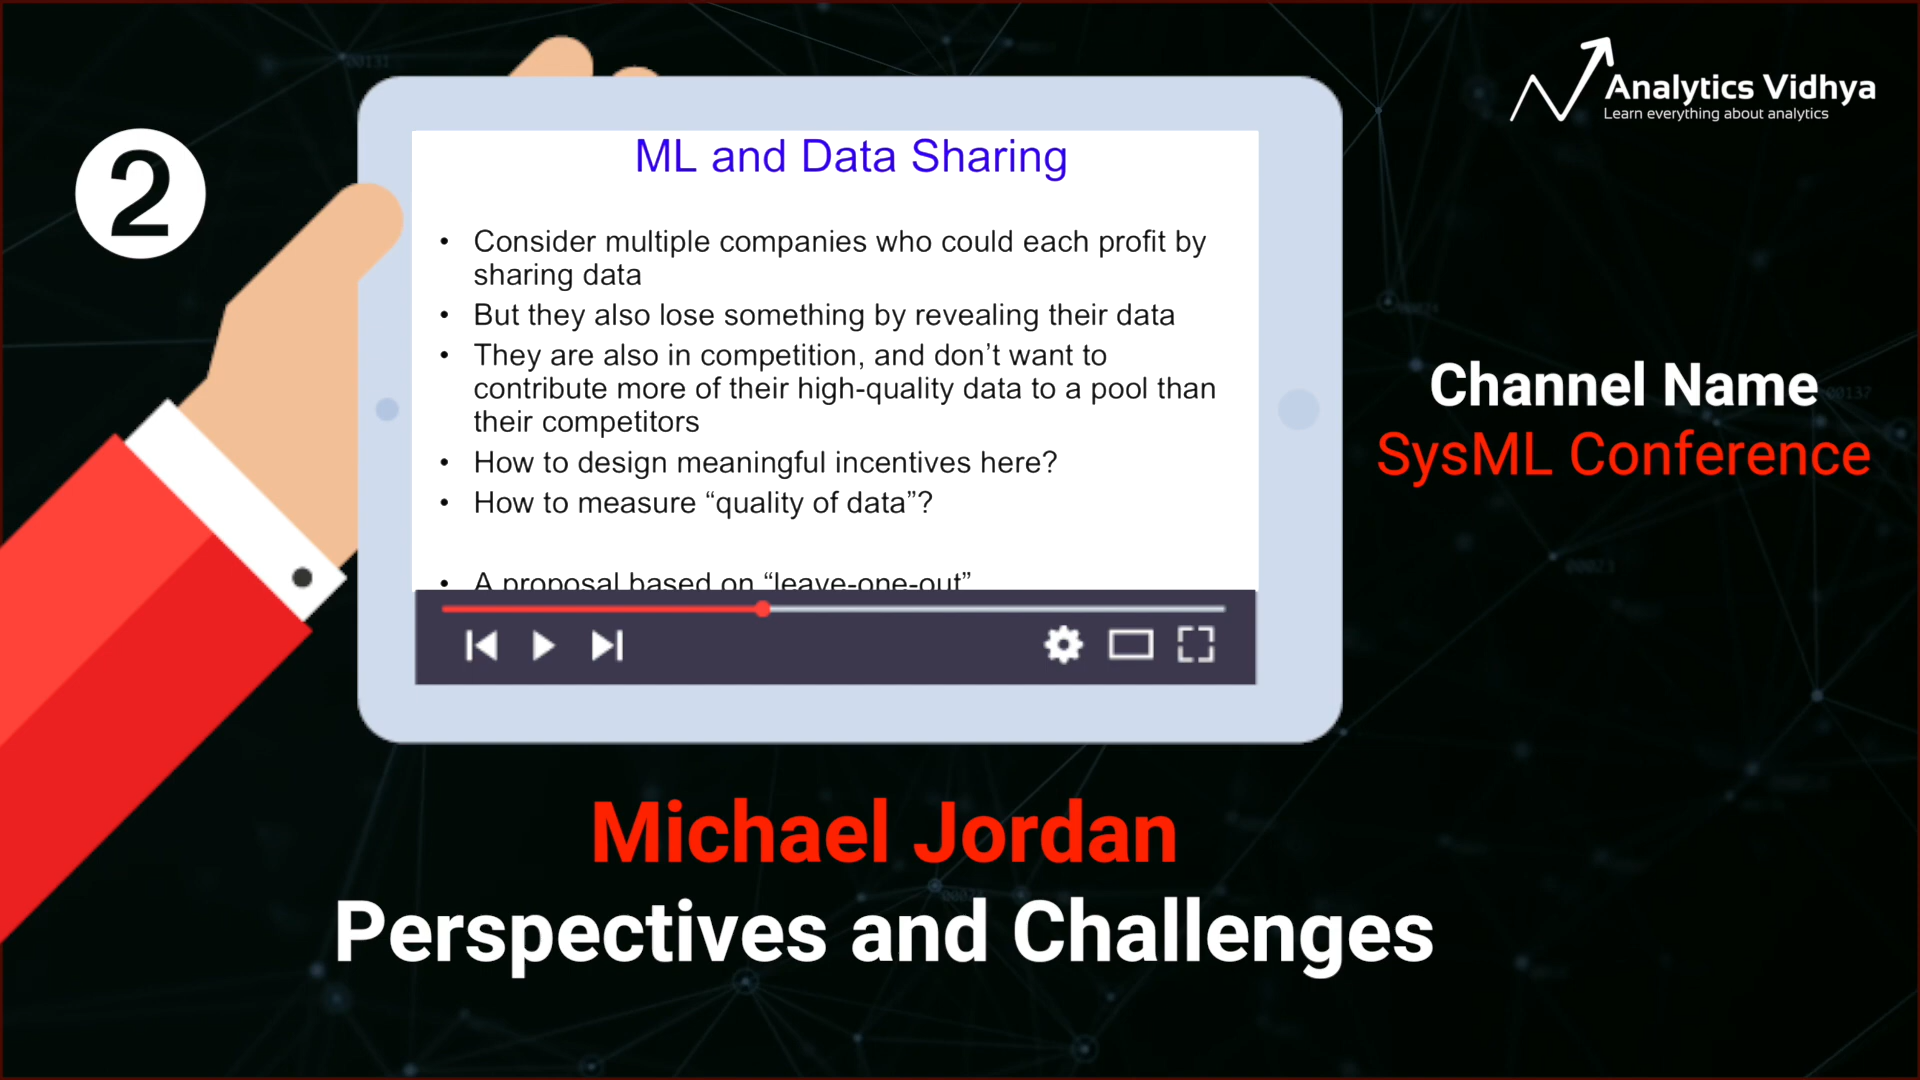 2
Analytics Vidhya
Learn everything about analytics
ML and Data Sharing
• Consider multiple companies who could each profit by
sharing data
• But they also lose something by revealing their data
• They are also in competition, and don’t want to
contribute more of their high-quality data to a pool than
their competitors
• How to design meaningful incentives here?
• How to measure “quality of data”?
• A proposal based on “leave-one-out”
Channel Name
SysML Conference
Michael Jordan
Perspectives and Challenges